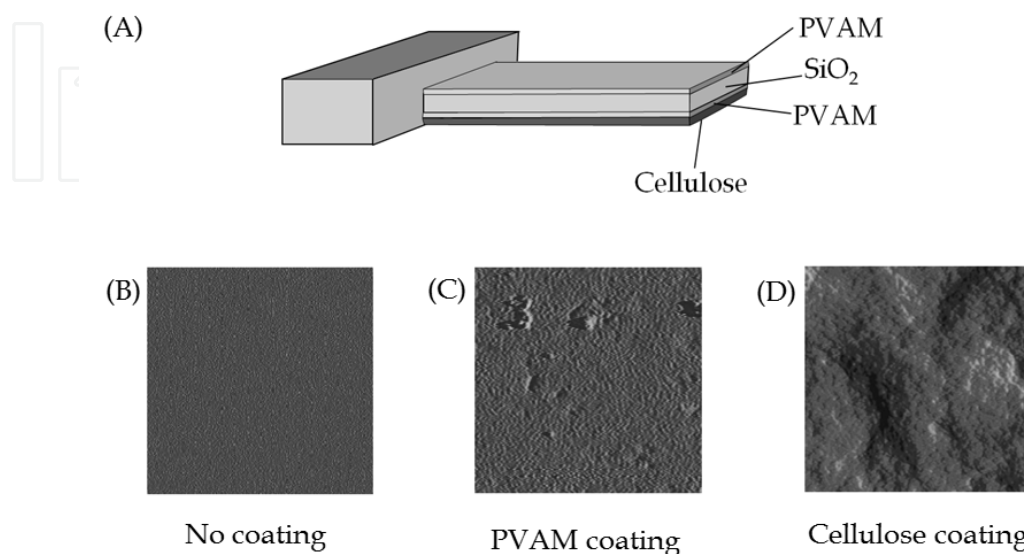 (A)
PVAM
SiO₂
PVAM
Cellulose
(B)
(C)
(D)
No coating
PVAM coating
Cellulose coating